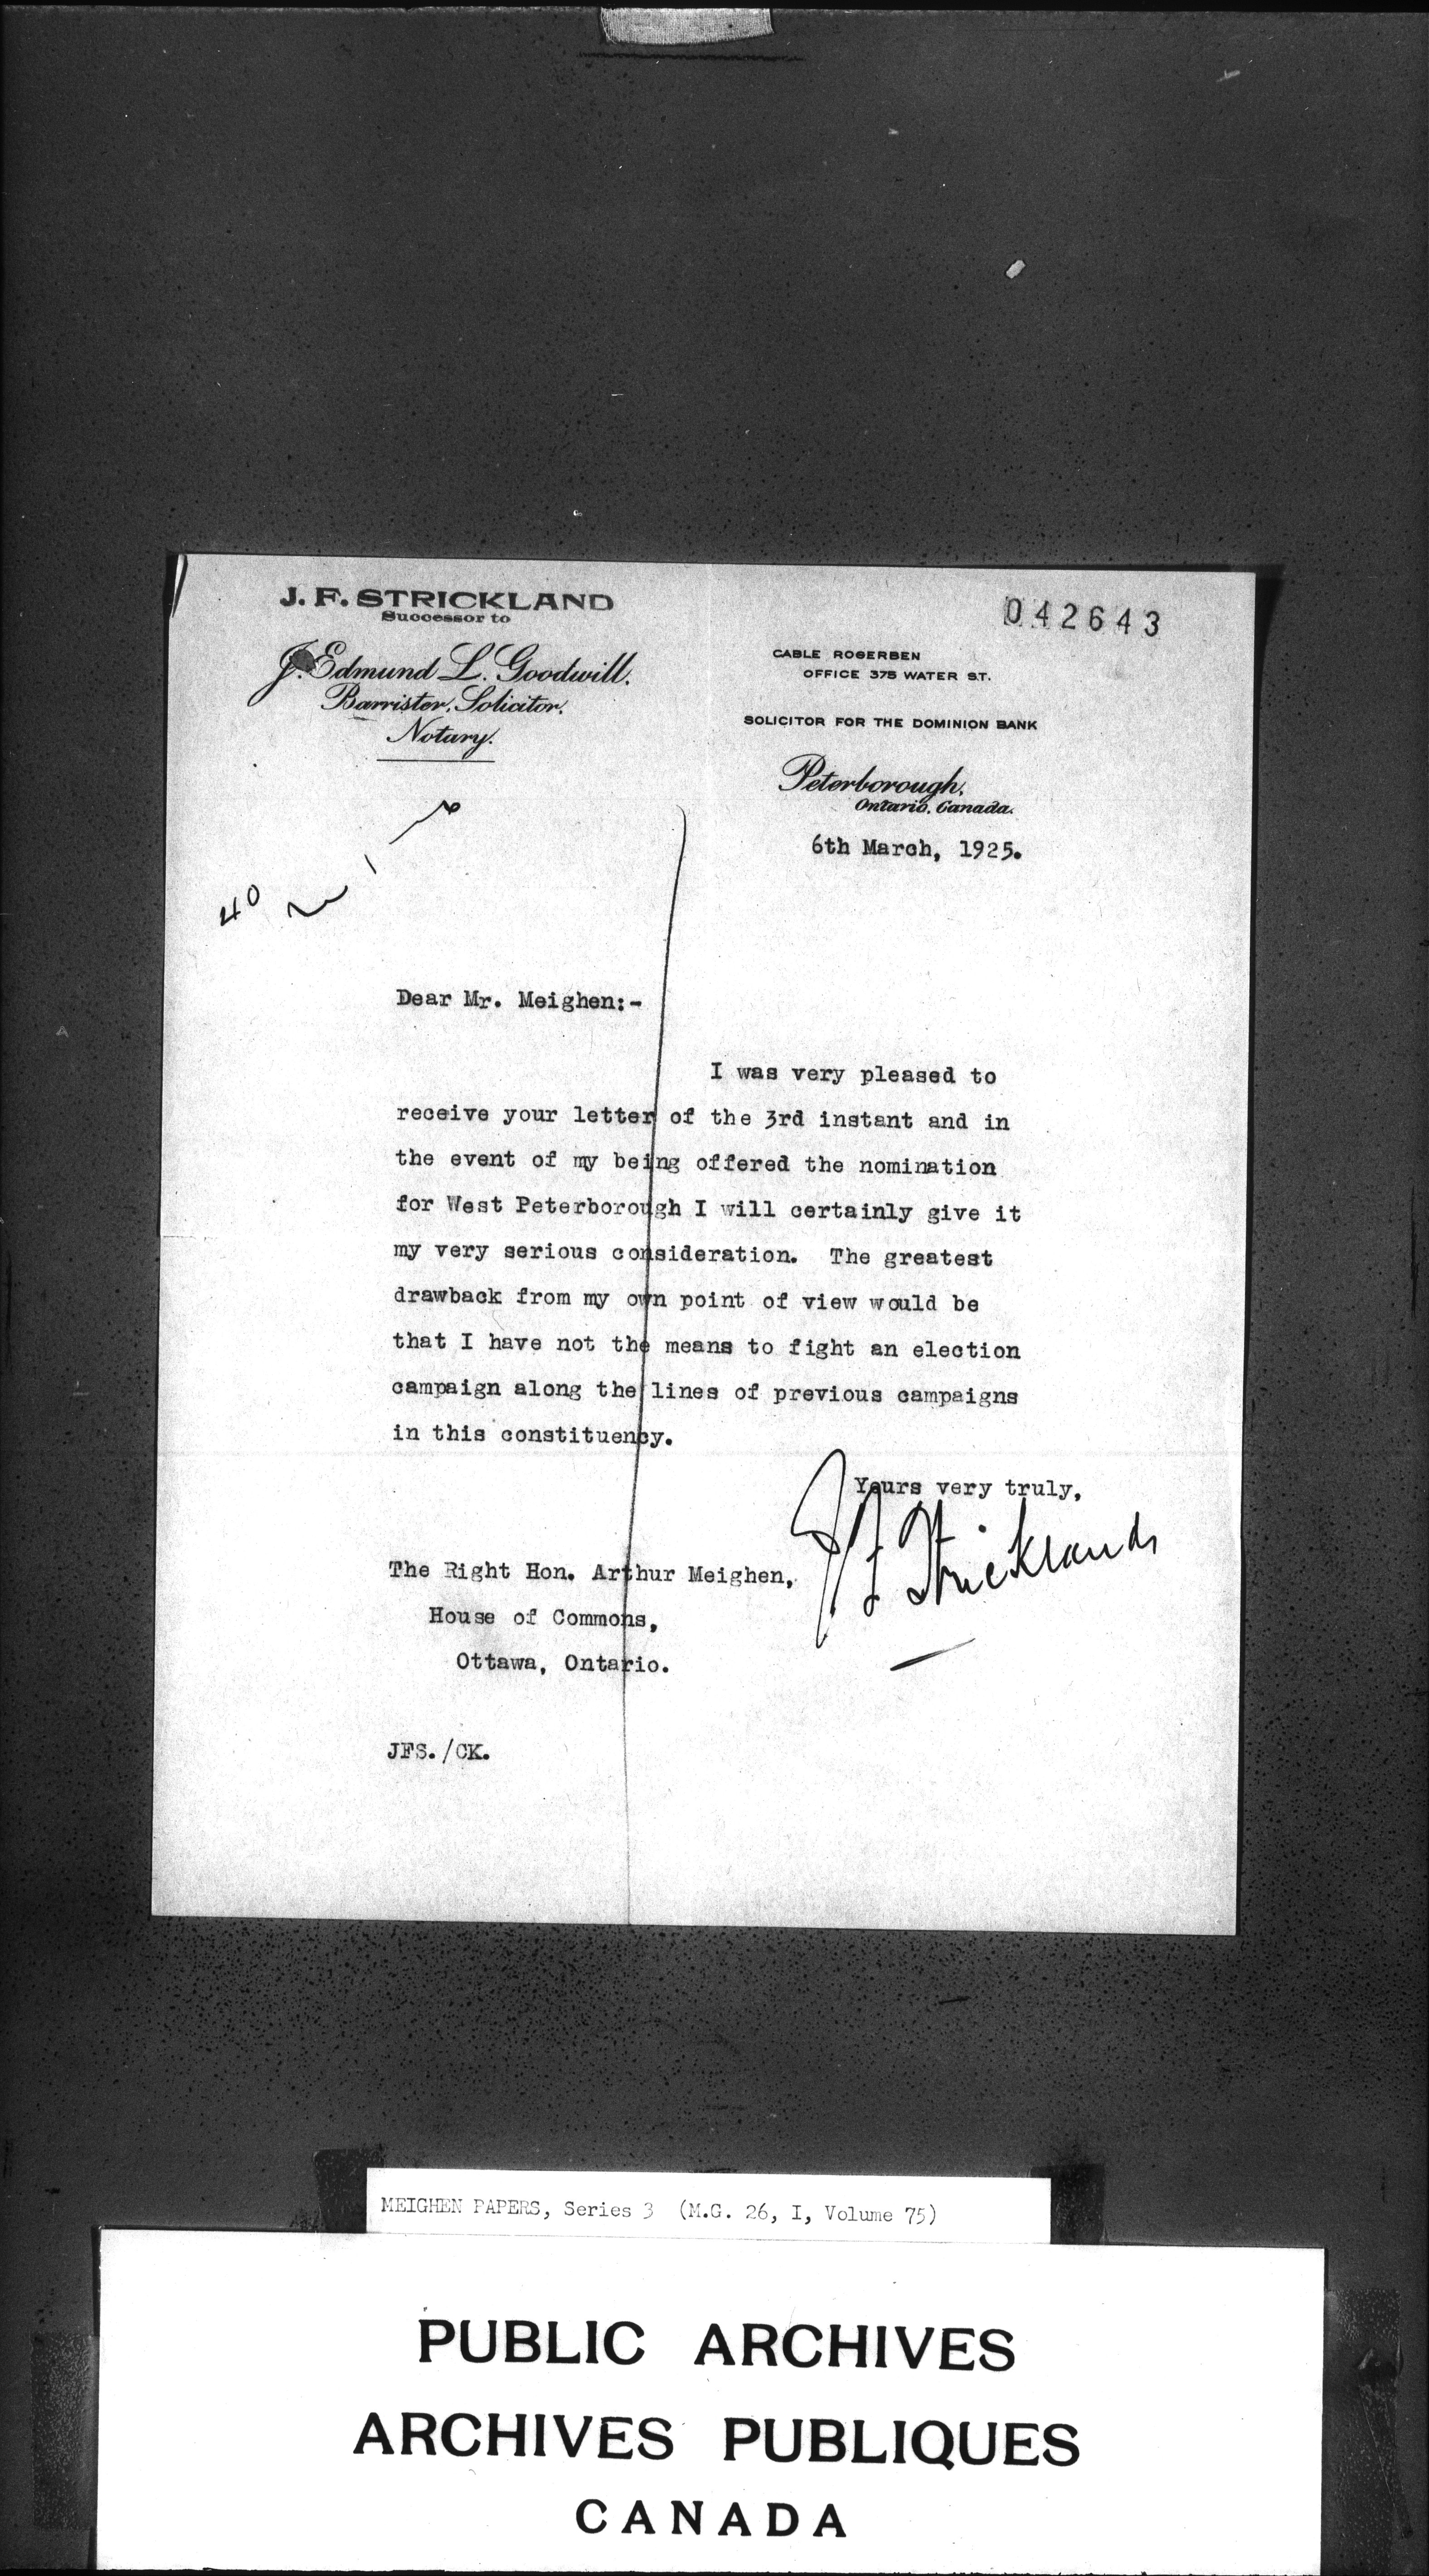 J. F. STRICKLAND
Successor to
J. Edmund L. Goodwill.
Barrister, Solicitor,
Notary.
042643
CABLE ROGERBEN
OFFICE 375 WATER ST.
SOLICITOR FOR THE DOMINION BANK
Peterborough,
Ontario, Canada.
6th March, 1925.
40
Dear Mr. Meighen:-
I was very pleased to
receive your letter of the 3rd instant and in
the event of my being offered the nomination
for West Peterborough I will certainly give it
my very serious consideration. The greatest
drawback from my own point of view would be
that I have not the means to fight an election
campaign along the lines of previous campaigns
in this constituency.
Yours very truly,
J F Strickland
The Right Hon. Arthur Meighen,
House of Commons,
Ottawa, Ontario.
JFS./CK.
MEIGHEN PAPERS, Series 3 (M.G. 26, I, Volume 75)
PUBLIC ARCHIVES
ARCHIVES PUBLIQUES
CANADA